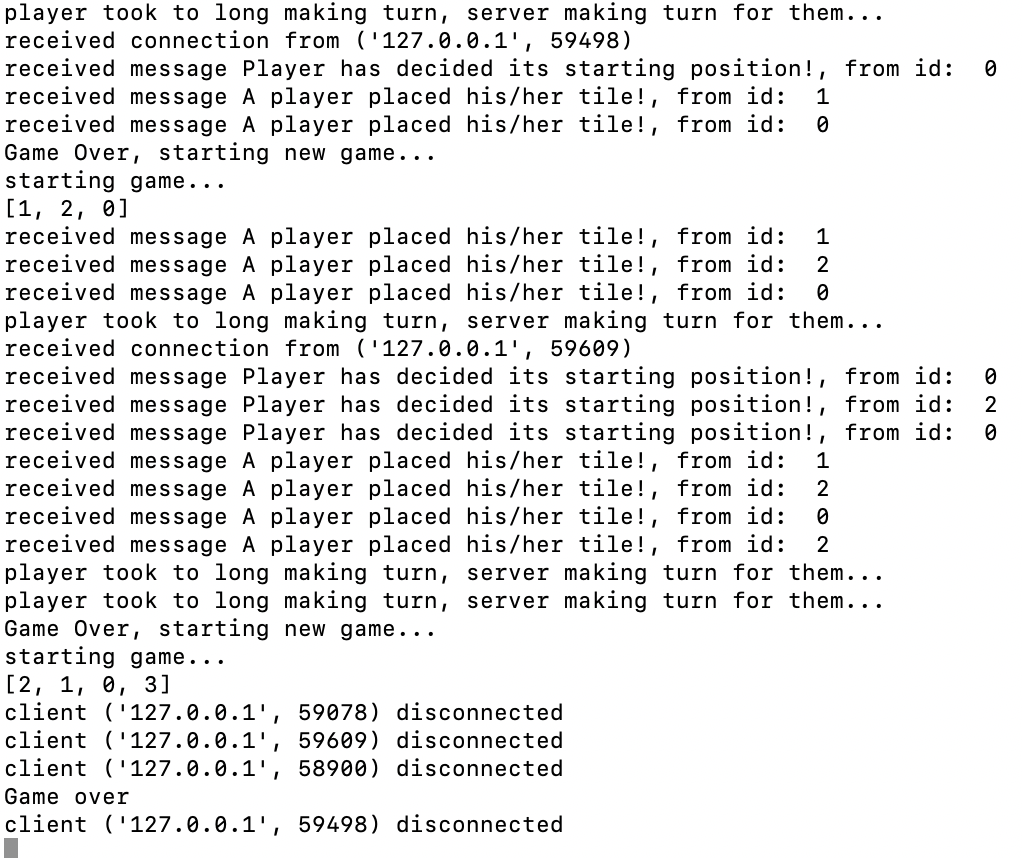 player took to long making turn, server making turn for them...
received connection from ('127.0.0.1', 59498)
received message Player has decided its starting position!, from id:  0
received message A player placed his/her tile!, from id:  1
received message A player placed his/her tile!, from id:  0
Game Over, starting new game...
starting game...
[1, 2, 0]
received message A player placed his/her tile!, from id:  1
received message A player placed his/her tile!, from id:  2
received message A player placed his/her tile!, from id:  0
player took to long making turn, server making turn for them...
received connection from ('127.0.0.1', 59609)
received message Player has decided its starting position!, from id:  0
received message Player has decided its starting position!, from id:  2
received message Player has decided its starting position!, from id:  0
received message A player placed his/her tile!, from id:  1
received message A player placed his/her tile!, from id:  2
received message A player placed his/her tile!, from id:  0
received message A player placed his/her tile!, from id:  2
player took to long making turn, server making turn for them...
player took to long making turn, server making turn for them...
Game Over, starting new game...
starting game...
[2, 1, 0, 3]
client ('127.0.0.1', 59078) disconnected
client ('127.0.0.1', 59609) disconnected
client ('127.0.0.1', 58900) disconnected
Game over
client ('127.0.0.1', 59498) disconnected